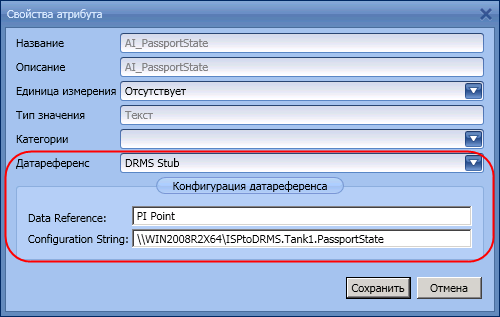 Свойства атрибута
Название AI_PassportState
Описание AI_PassportState
Единица измерения Отсутствует
Тип значения Текст
Категории
Датареференс DRMS Stub
Конфигурация датареференса
Data Reference: PI Point
Configuration String: \\WIN2008R2X64\ISPtoDRMS.Tank1.PassportState
Сохранить Отмена